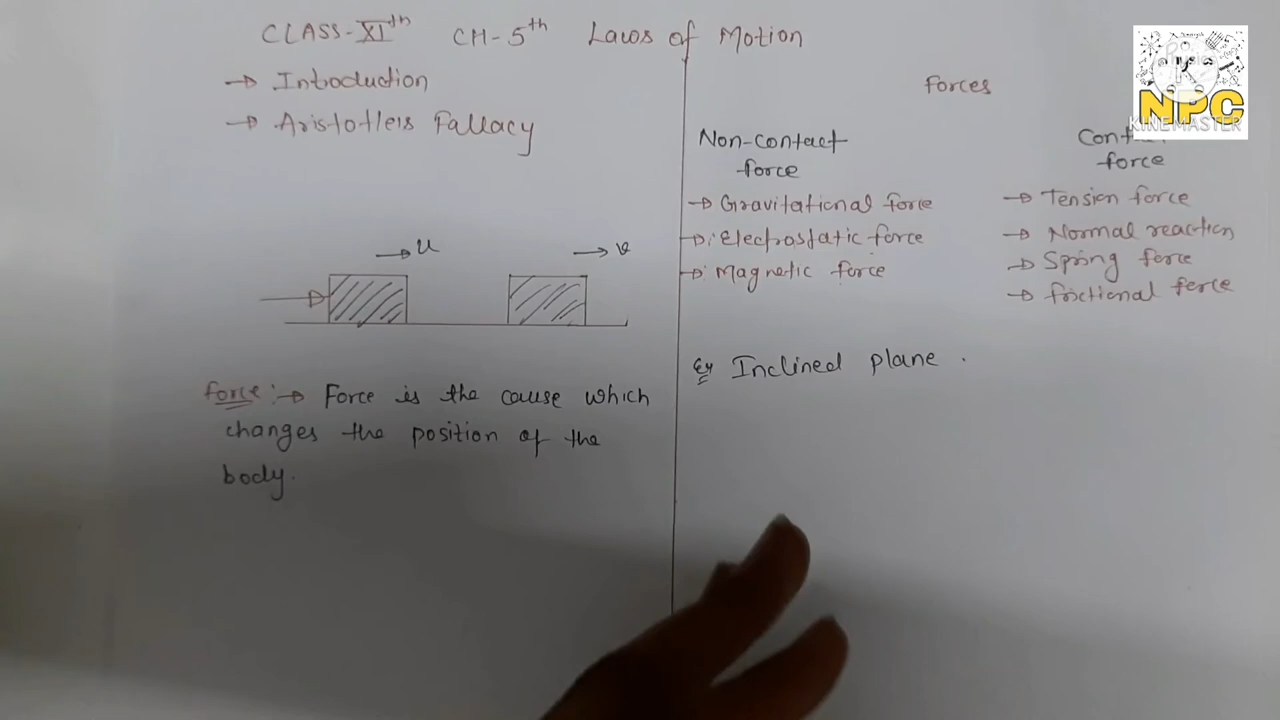 CLASS-XIth CH-5th Laws of Motion
→ Introduction
→ Aristotle's Fallacy
u
v
Force :→ Force is the cause which
changes the position of the
body.
Forces
Non-contact
force
→ Gravitational force
→ Electrostatic force
→ Magnetic force
force
→ Tension force
→ Normal reaction
→ Spring force
→ frictional force
Ex Inclined plane .
Physics
NPC
KINEMASTER